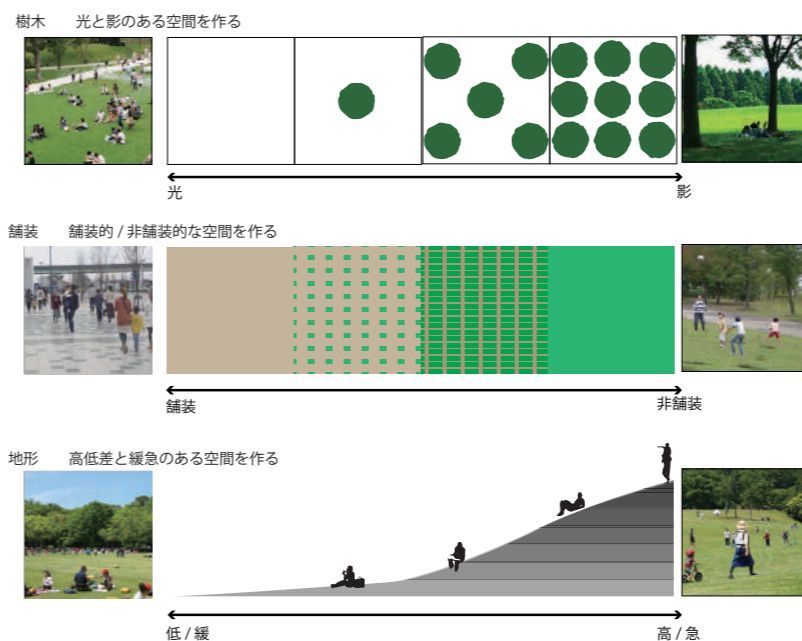 樹木　光と影のある空間を作る
光
影
舗装　舗装的 / 非舗装的な空間を作る
舗装
非舗装
地形　高低差と緩急のある空間を作る
低 / 緩
高 / 急